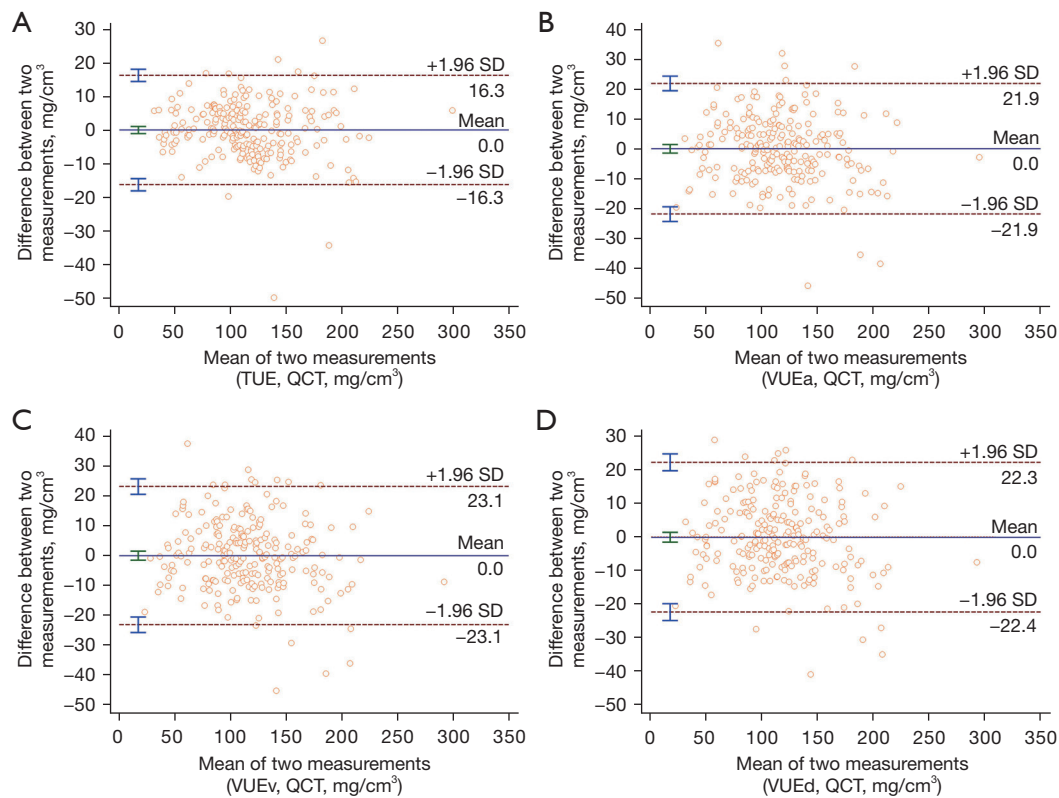 A
Difference between two
measurements, mg/cm³
30
20
10
0
−10
−20
−30
−40
−50
+1.96 SD
16.3
Mean
0.0
−1.96 SD
−16.3
0 50 100 150 200 250 300 350
Mean of two measurements
(TUE, QCT, mg/cm³)
B
Difference between two
measurements, mg/cm³
40
30
20
10
0
−10
−20
−30
−40
−50
+1.96 SD
21.9
Mean
0.0
−1.96 SD
−21.9
0 50 100 150 200 250 300 350
Mean of two measurements
(VUEa, QCT, mg/cm³)
C
Difference between two
measurements, mg/cm³
40
30
20
10
0
−10
−20
−30
−40
−50
+1.96 SD
23.1
Mean
0.0
−1.96 SD
−23.1
0 50 100 150 200 250 300 350
Mean of two measurements
(VUEv, QCT, mg/cm³)
D
Difference between two
measurements, mg/cm³
40
30
20
10
0
−10
−20
−30
−40
−50
+1.96 SD
22.3
Mean
0.0
−1.96 SD
−22.4
0 50 100 150 200 250 300 350
Mean of two measurements
(VUEd, QCT, mg/cm³)